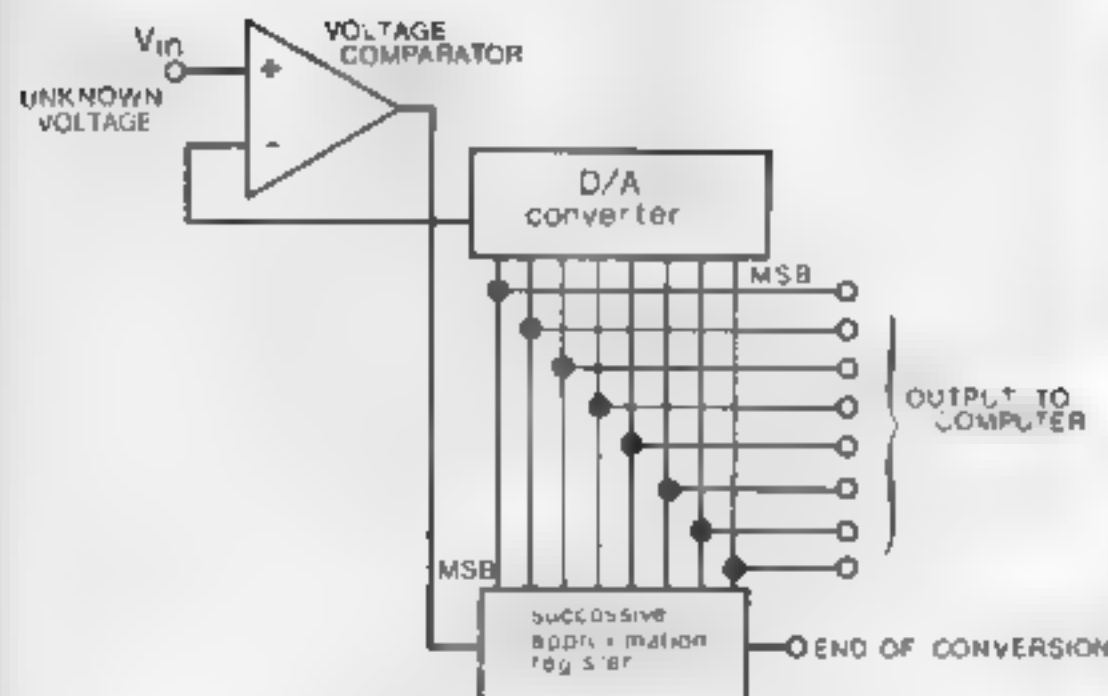 Vin
UNKNOWN
VOLTAGE
+
-
VOLTAGE
COMPARATOR
D/A
converter
MSB
OUTPUT TO
COMPUTER
MSB
successive
approximation
register
END OF CONVERSION